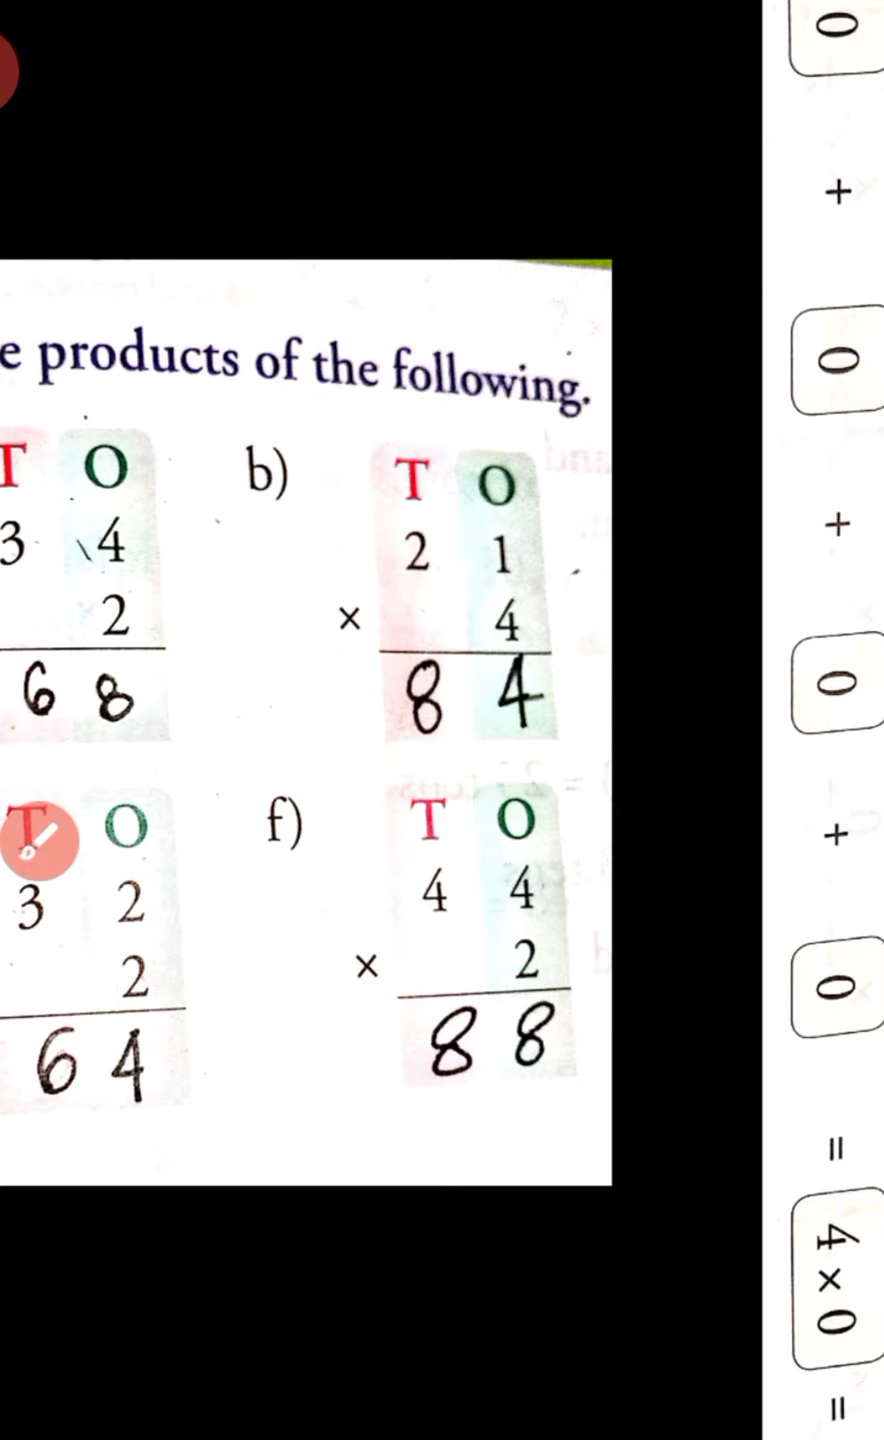 e products of the following.
T O b) T O
3 4 2 1
2 × 4
6 8 8 4
T O f) T O
3 2 4 4
2 × 2
6 4 8 8
0 + 0 + 0 + 0 = 4 × 0 =